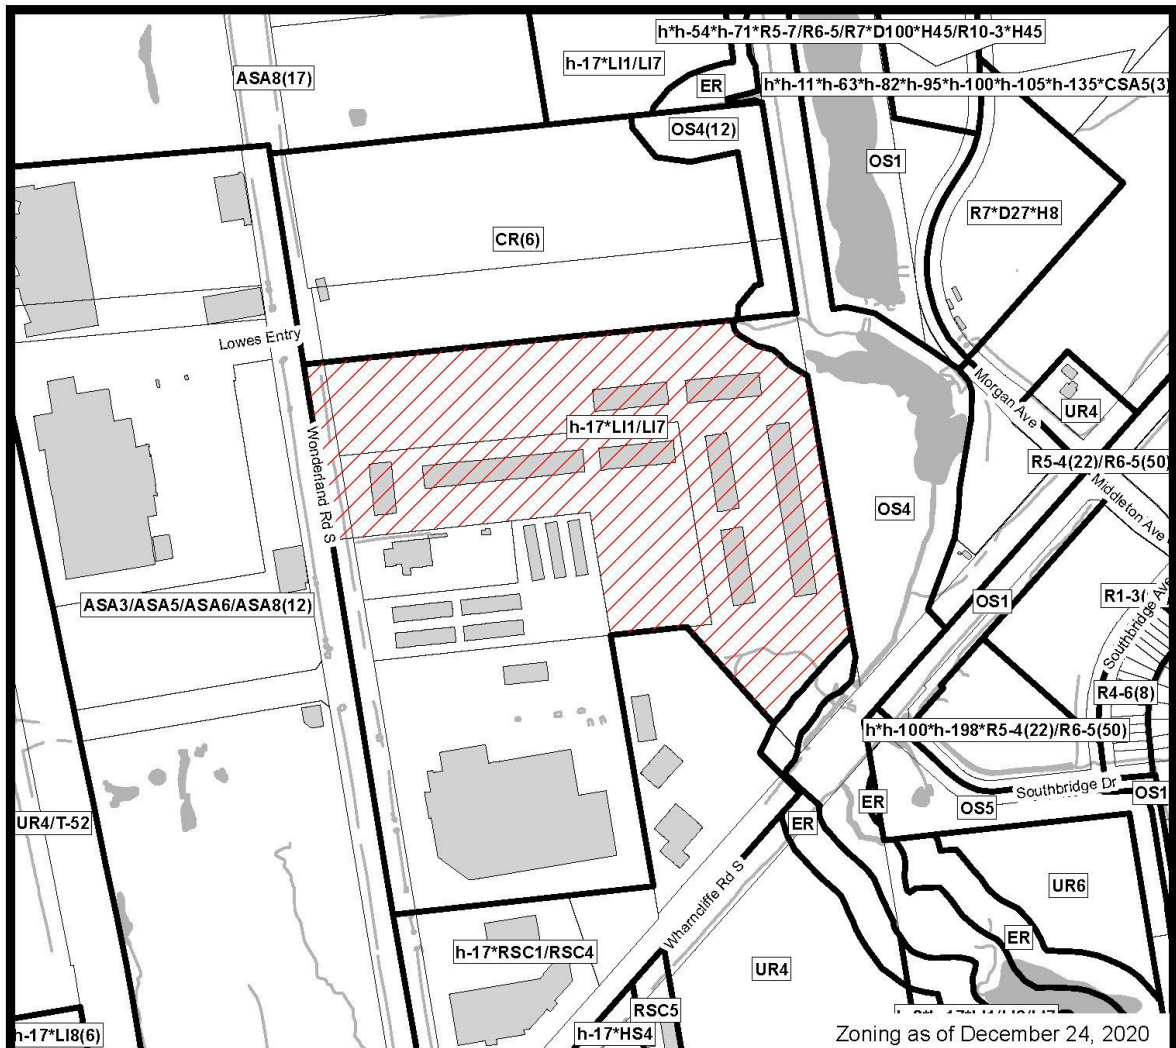 h*h-54*h-71*R5-7/R6-5/R7*D100*H45/R10-3*H45
h-17*LI1/LI7
ASA8(17)
ER
h*h-11*h-63*h-82*h-95*h-100*h-105*h-135*CSA5(3)
OS4(12)
OS1
R7*D27*H8
CR(6)
Lowes Entry
Morgan Ave
UR4
h-17*LI1/LI7
Wonderland Rd S
R5-4(22)/R6-5(50)
Middleton Ave
OS4
ASA3/ASA5/ASA6/ASA8(12)
OS1
R1-3(
Southbridge Ave
R4-6(8)
h*h-100*h-198*R5-4(22)/R6-5(50)
Southbridge Dr
OS1
ER
OS5
UR4/T-52
ER
UR6
Wharncliffe Rd S
ER
h-17*RSC1/RSC4
UR4
RSC5
h-17*LI8(6)
h-17*HS4
Zoning as of December 24, 2020